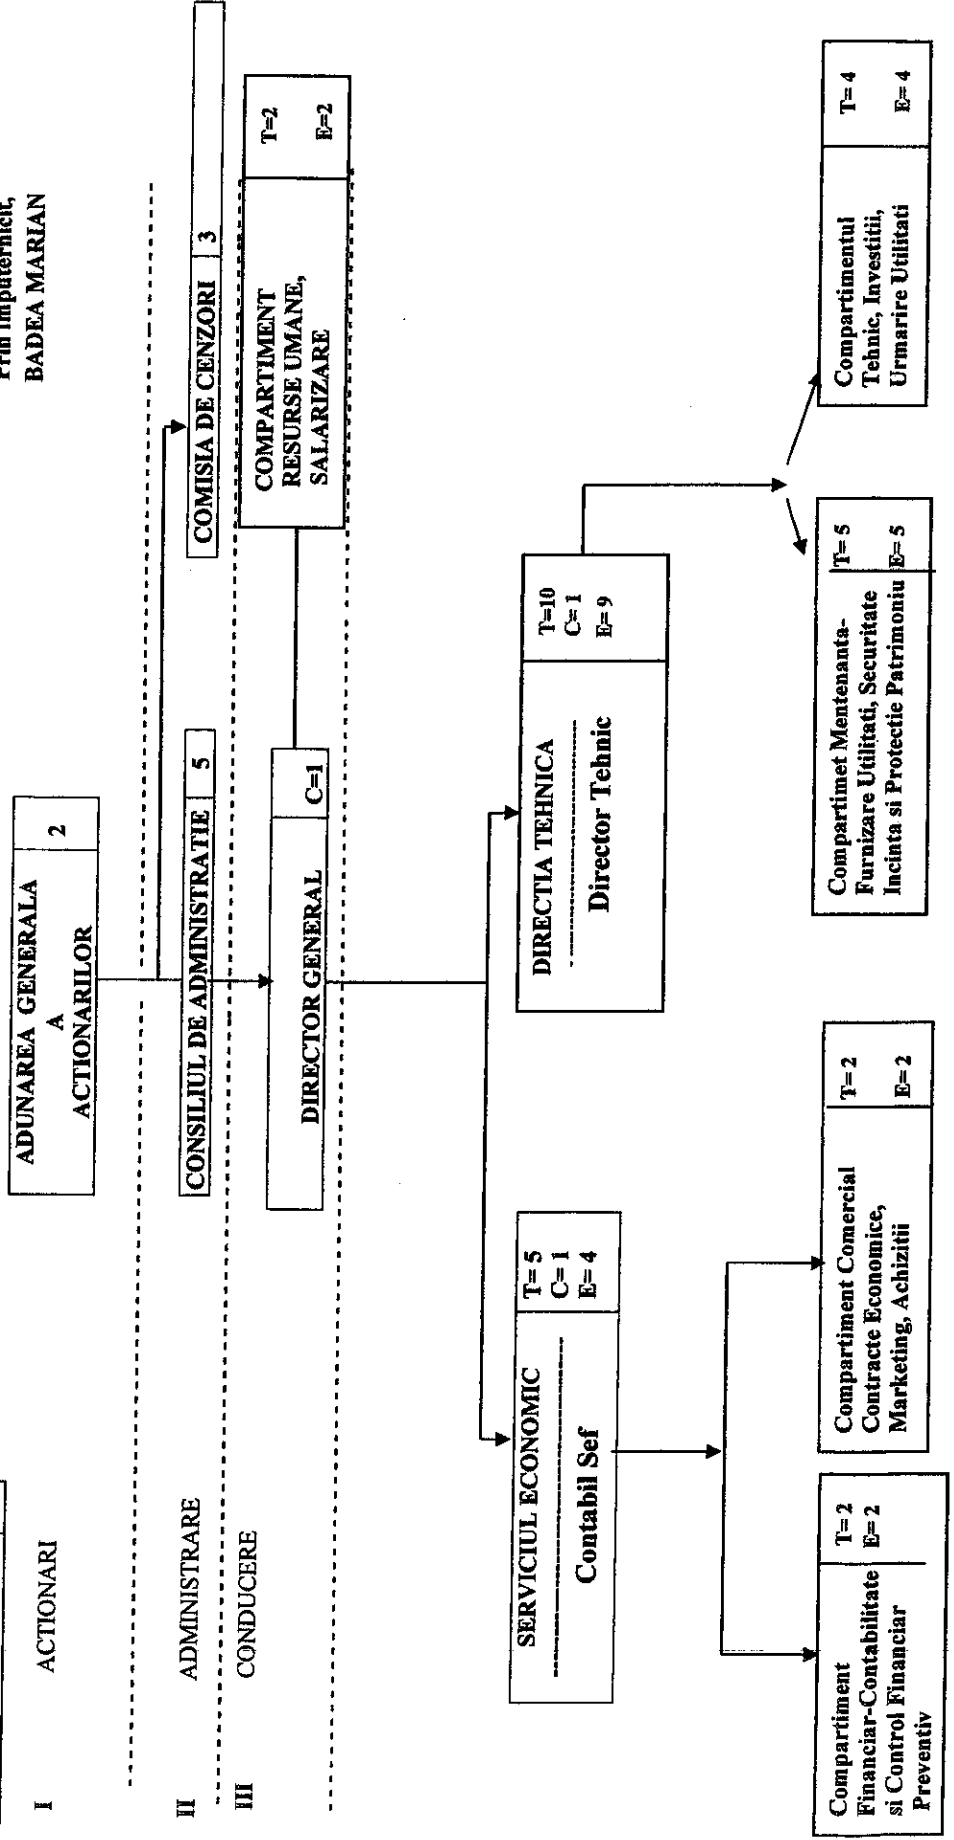 Prin Imputernicit,
BADEA MARIAN
I ACTIONARI
ADUNAREA GENERALA
A
ACTIONARILOR
2
II ADMINISTRARE
CONSILIUL DE ADMINISTRATIE 5
COMISIA DE CENZORI 3
III CONDUCERE
DIRECTOR GENERAL C=1
COMPARTIMENT
RESURSE UMANE,
SALARIZARE
T=2
E=2
SERVICIUL ECONOMIC
Contabil Sef
T= 5
C= 1
E= 4
DIRECTIA TEHNICA
Director Tehnic
T=10
C= 1
E= 9
Compartiment
Financiar-Contabilitate
si Control Financiar
Preventiv
T= 2
E= 2
Compartiment Comercial
Contracte Economice,
Marketing, Achizitii
T= 2
E= 2
Compartimet Mentenanta-
Furnizare Utilitati, Securitate
Incinta si Protectie Patrimoniu
T= 5
E= 5
Compartimentul
Tehnic, Investitii,
Urmarire Utilitati
T= 4
E= 4